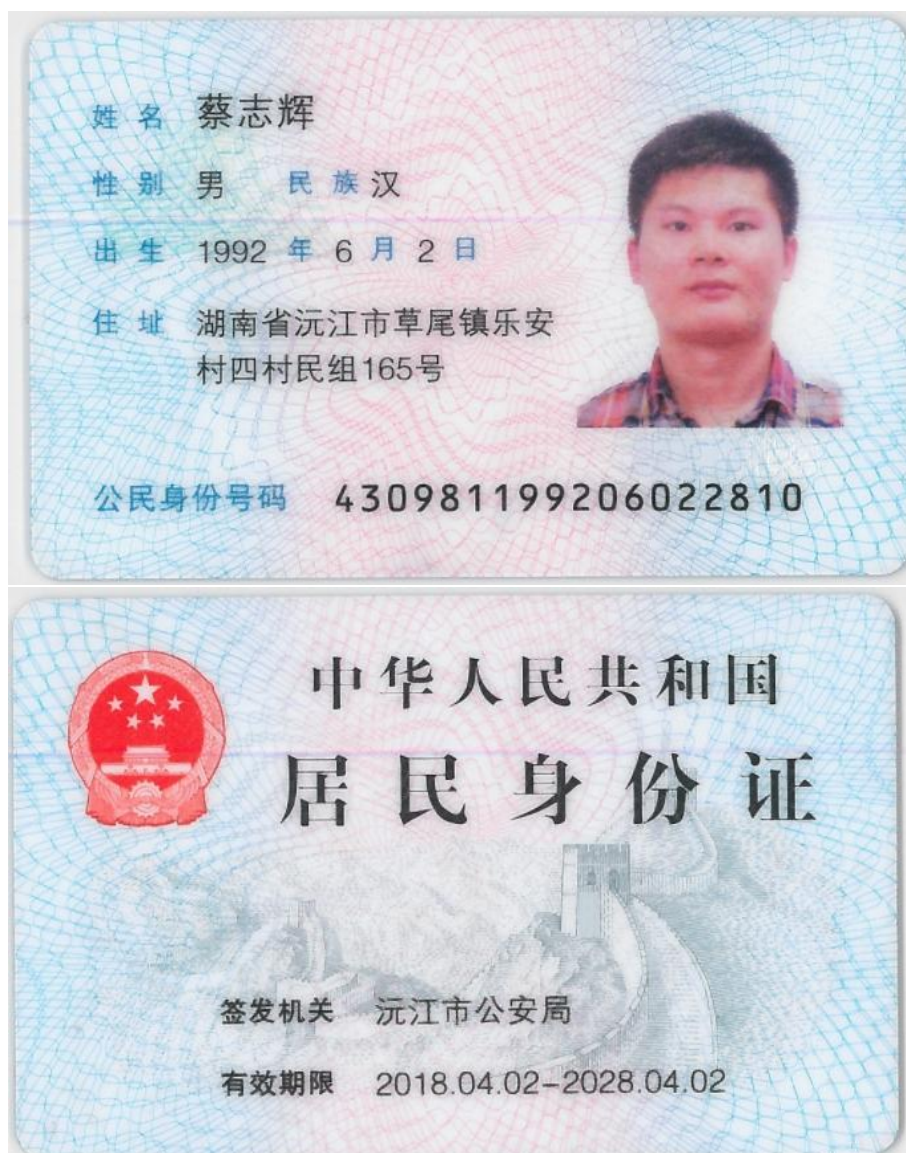 姓名 蔡志辉
性别 男 民族 汉
出生 1992 年 6 月 2 日
住址 湖南省沅江市草尾镇乐安
村四村民组165号
公民身份号码 430981199206022810
中华人民共和国
居民身份证
签发机关 沅江市公安局
有效期限 2018.04.02-2028.04.02